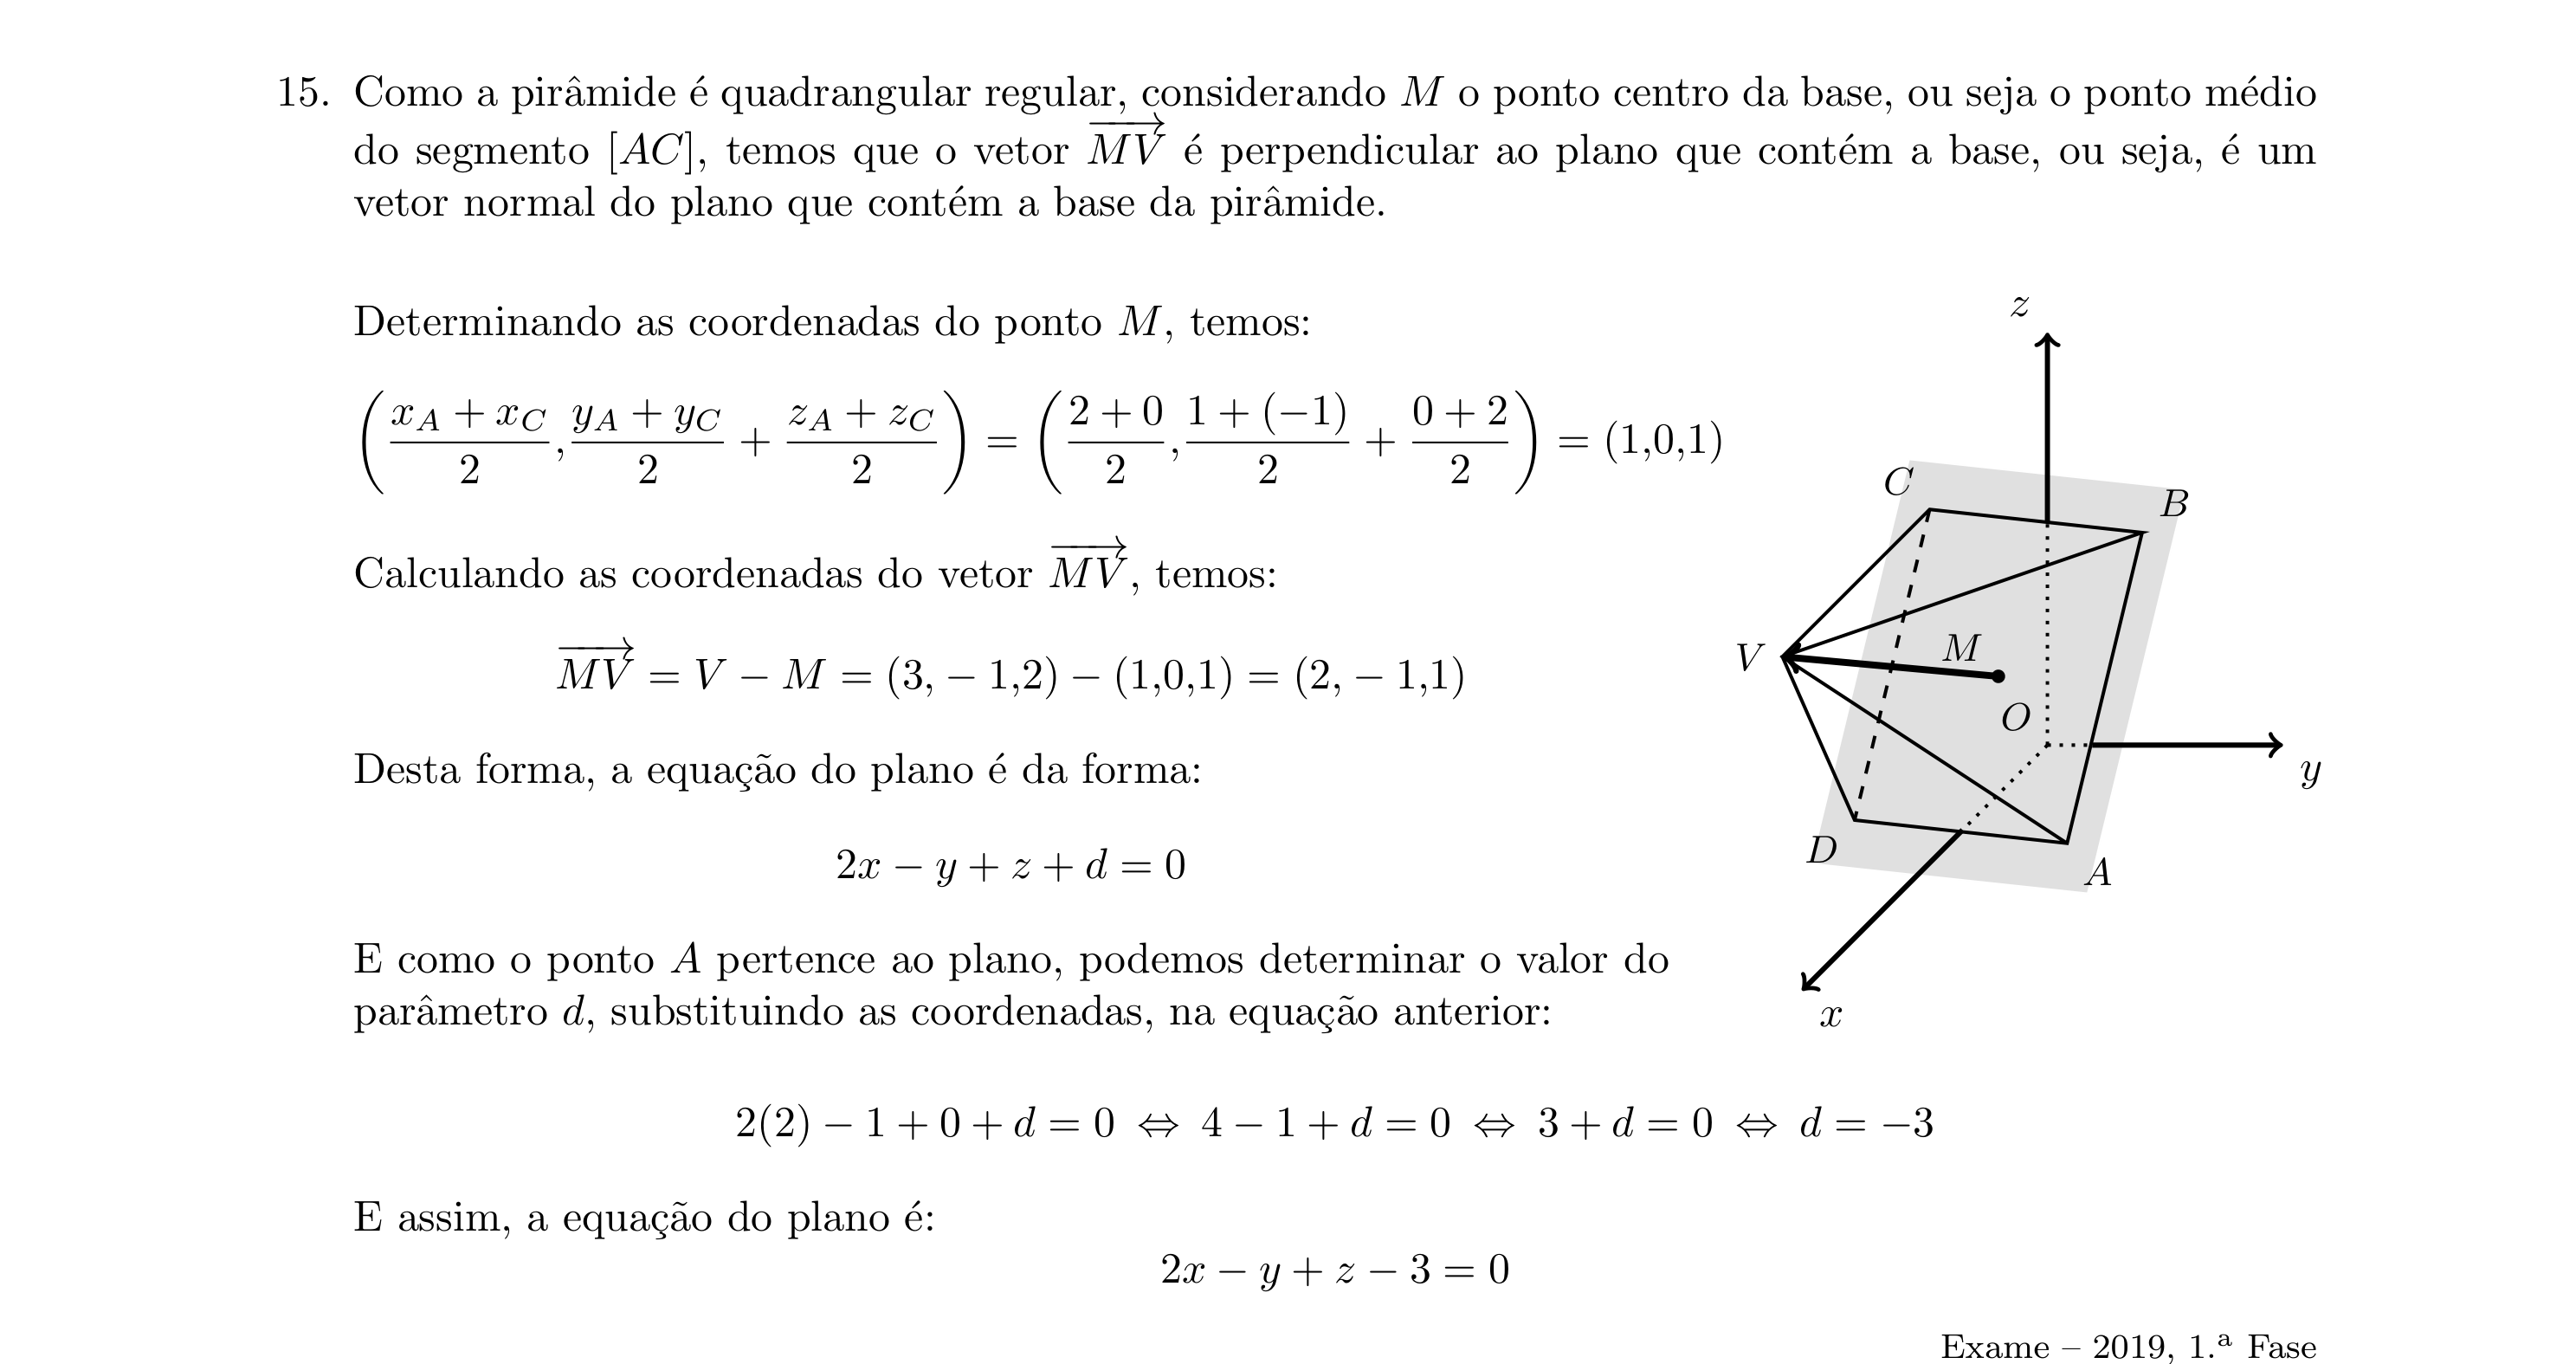 15. Como a pirâmide é quadrangular regular, considerando M o ponto centro da base, ou seja o ponto médio
do segmento [AC], temos que o vetor \overrightarrow{MV} é perpendicular ao plano que contém a base, ou seja, é um
vetor normal do plano que contém a base da pirâmide.
Determinando as coordenadas do ponto M, temos:
\left(\frac{x_A + x_C}{2}, \frac{y_A + y_C}{2} + \frac{z_A + z_C}{2}\right) = \left(\frac{2 + 0}{2}, \frac{1 + (-1)}{2} + \frac{0 + 2}{2}\right) = (1,0,1)
Calculando as coordenadas do vetor \overrightarrow{MV}, temos:
\overrightarrow{MV} = V − M = (3, − 1,2) − (1,0,1) = (2, − 1,1)
Desta forma, a equação do plano é da forma:
2x − y + z + d = 0
E como o ponto A pertence ao plano, podemos determinar o valor do
parâmetro d, substituindo as coordenadas, na equação anterior:
2(2) − 1 + 0 + d = 0 ⇔ 4 − 1 + d = 0 ⇔ 3 + d = 0 ⇔ d = −3
E assim, a equação do plano é:
2x − y + z − 3 = 0
z
C
B
M
V
O
y
D
A
x
Exame – 2019, 1.ª Fase